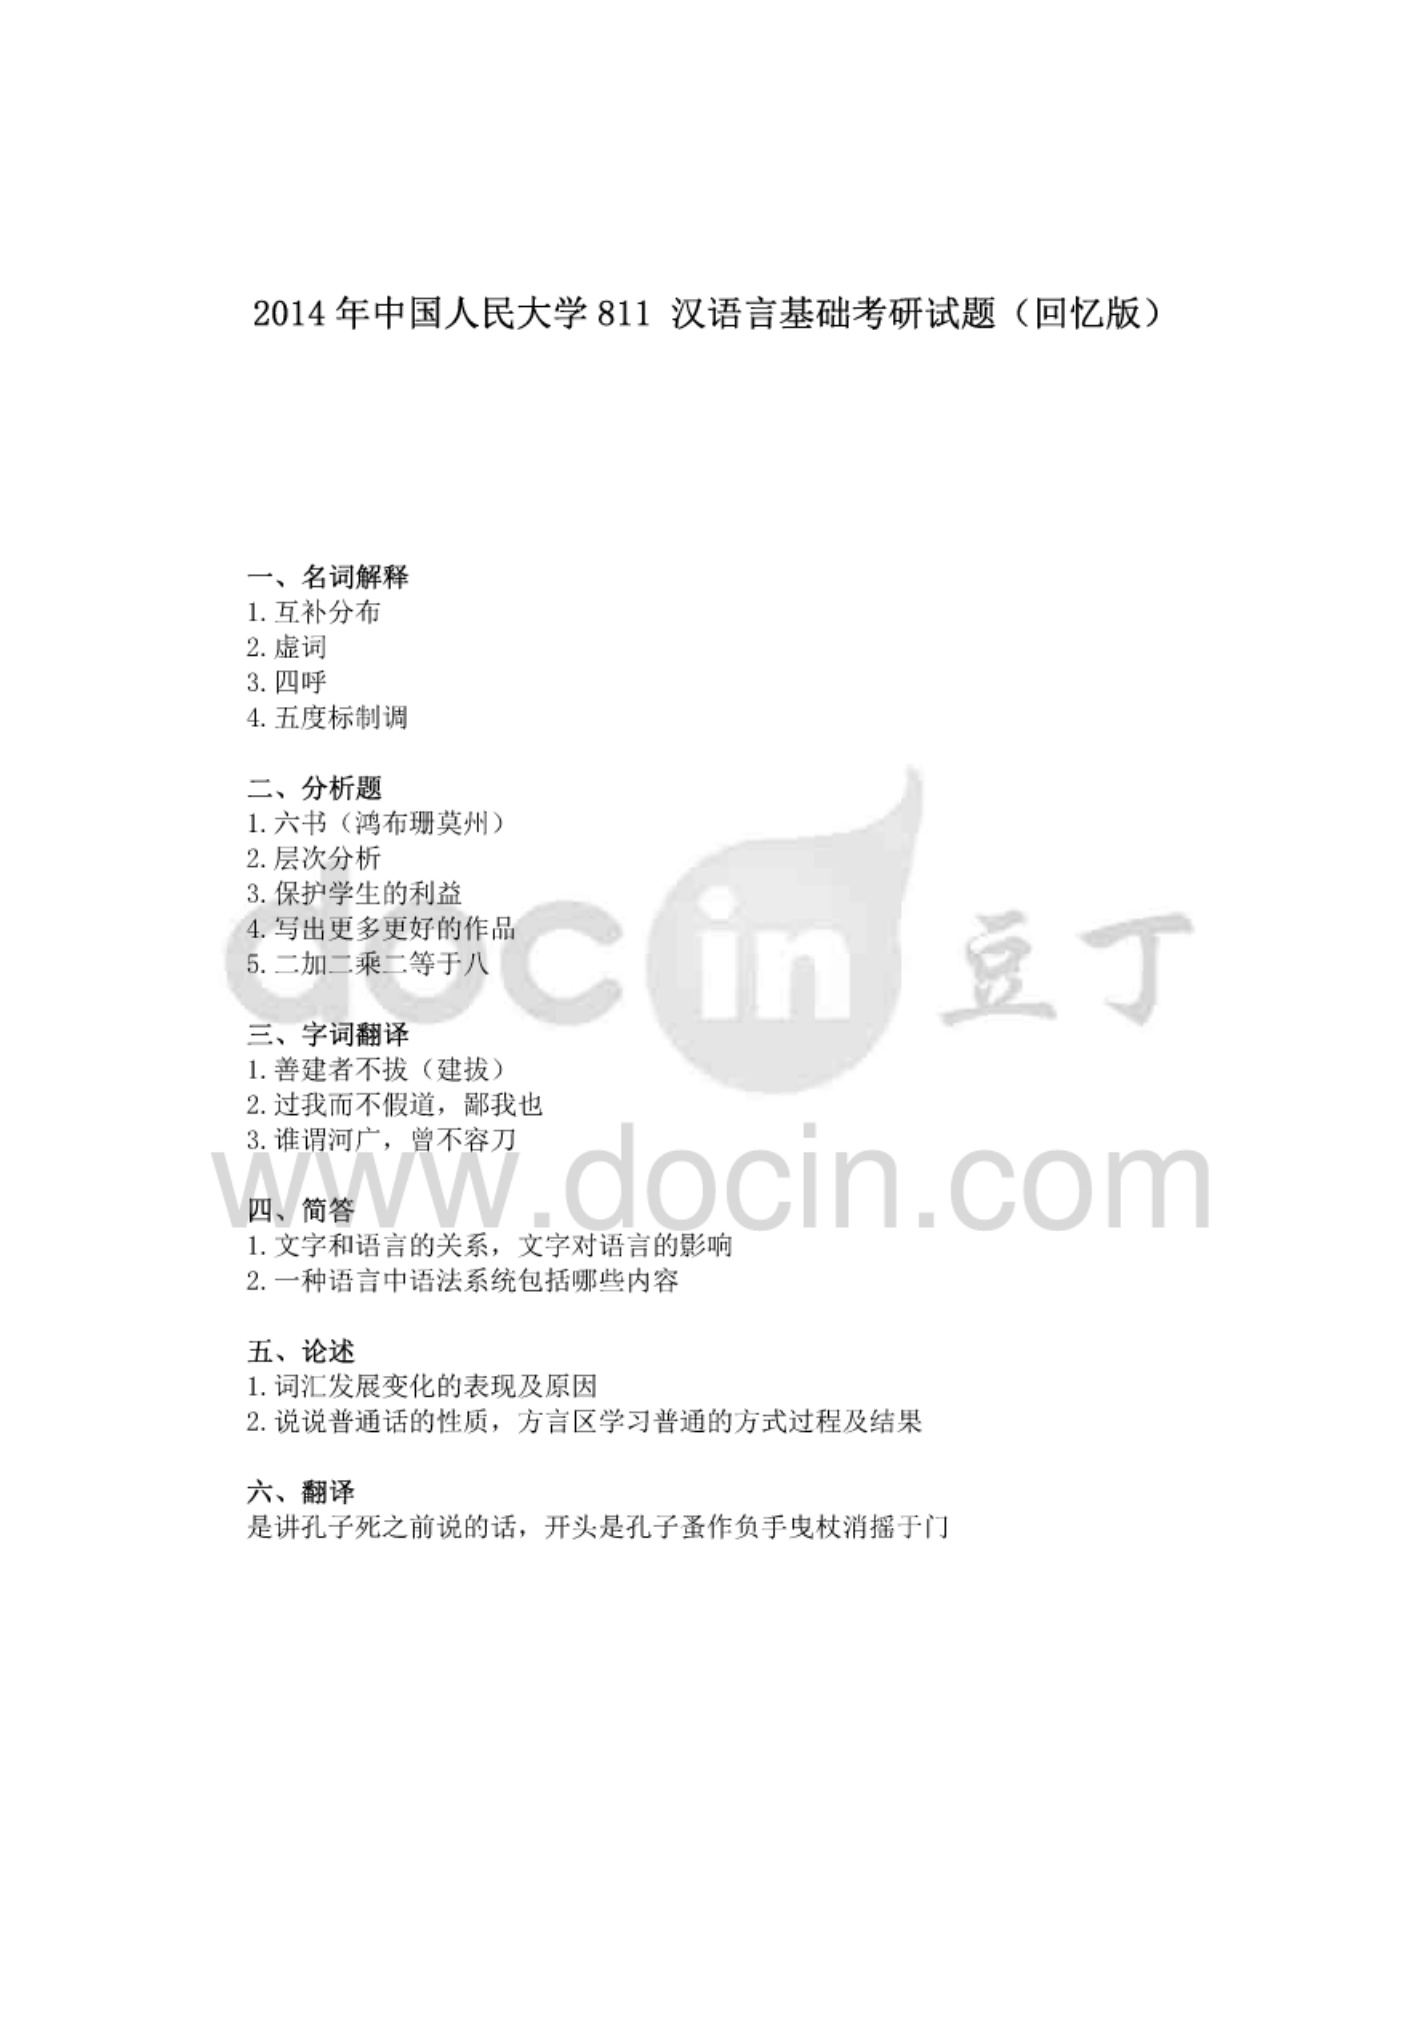 2014 年中国人民大学 811 汉语言基础考研试题（回忆版）
一、名词解释
1. 互补分布
2. 虚词
3. 四呼
4. 五度标制调
二、分析题
1. 六书（鸿布珊莫州）
2. 层次分析
3. 保护学生的利益
4. 写出更多更好的作品
5. 二加二乘二等于八
docin 豆丁
三、字词翻译
1. 善建者不拔（建拔）
2. 过我而不假道，鄙我也
3. 谁谓河广，曾不容刀
www.docin.com
四、简答
1. 文字和语言的关系，文字对语言的影响
2. 一种语言中语法系统包括哪些内容
五、论述
1. 词汇发展变化的表现及原因
2. 说说普通话的性质，方言区学习普通的方式过程及结果
六、翻译
是讲孔子死之前说的话，开头是孔子蚤作负手曳杖消摇于门